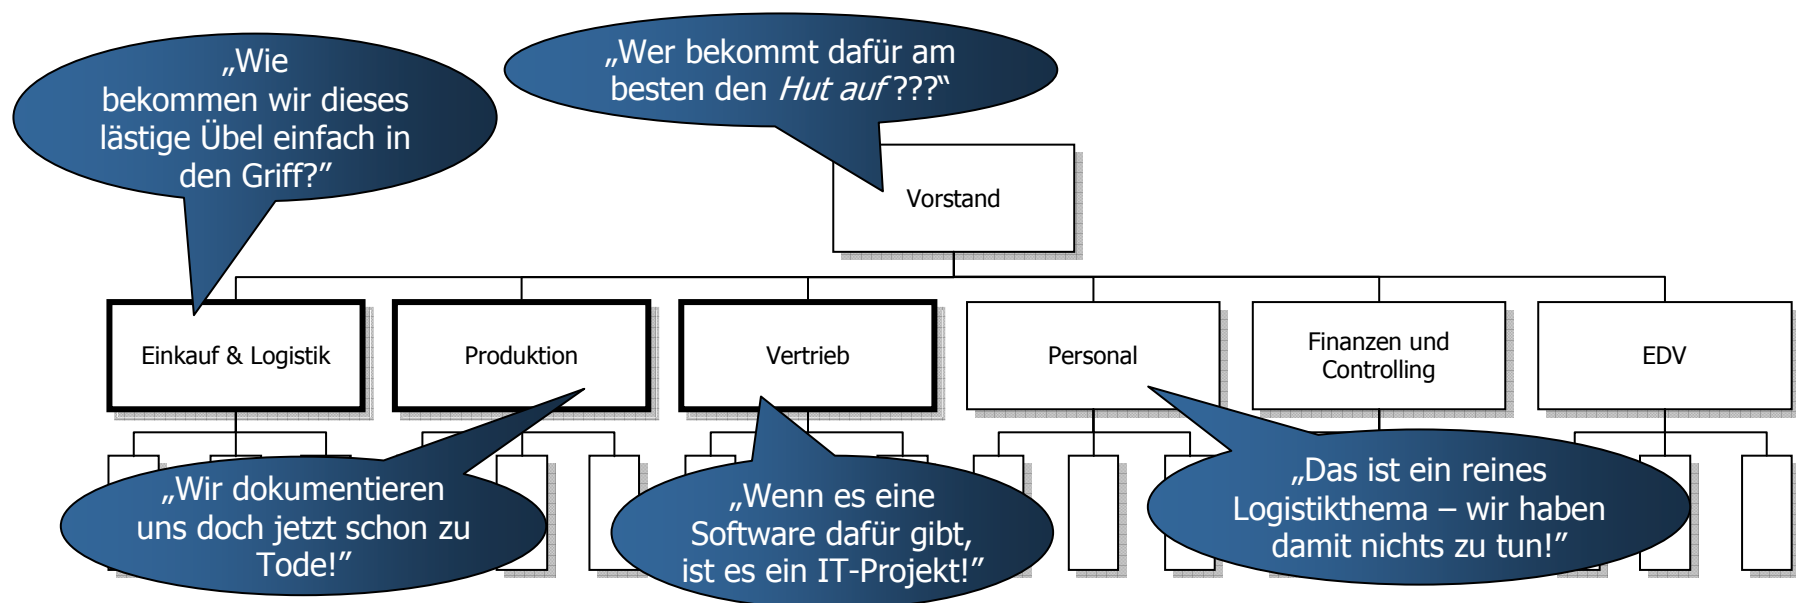 „Wie
bekommen wir dieses
lästige Übel einfach in
den Griff?”
„Wer bekommt dafür am
besten den Hut auf ???“
Vorstand
Einkauf & Logistik
Produktion
Vertrieb
Personal
Finanzen und
Controlling
EDV
„Wir dokumentieren
uns doch jetzt schon zu
Tode!”
„Wenn es eine
Software dafür gibt,
ist es ein IT-Projekt!”
„Das ist ein reines
Logistikthema – wir haben
damit nichts zu tun!”